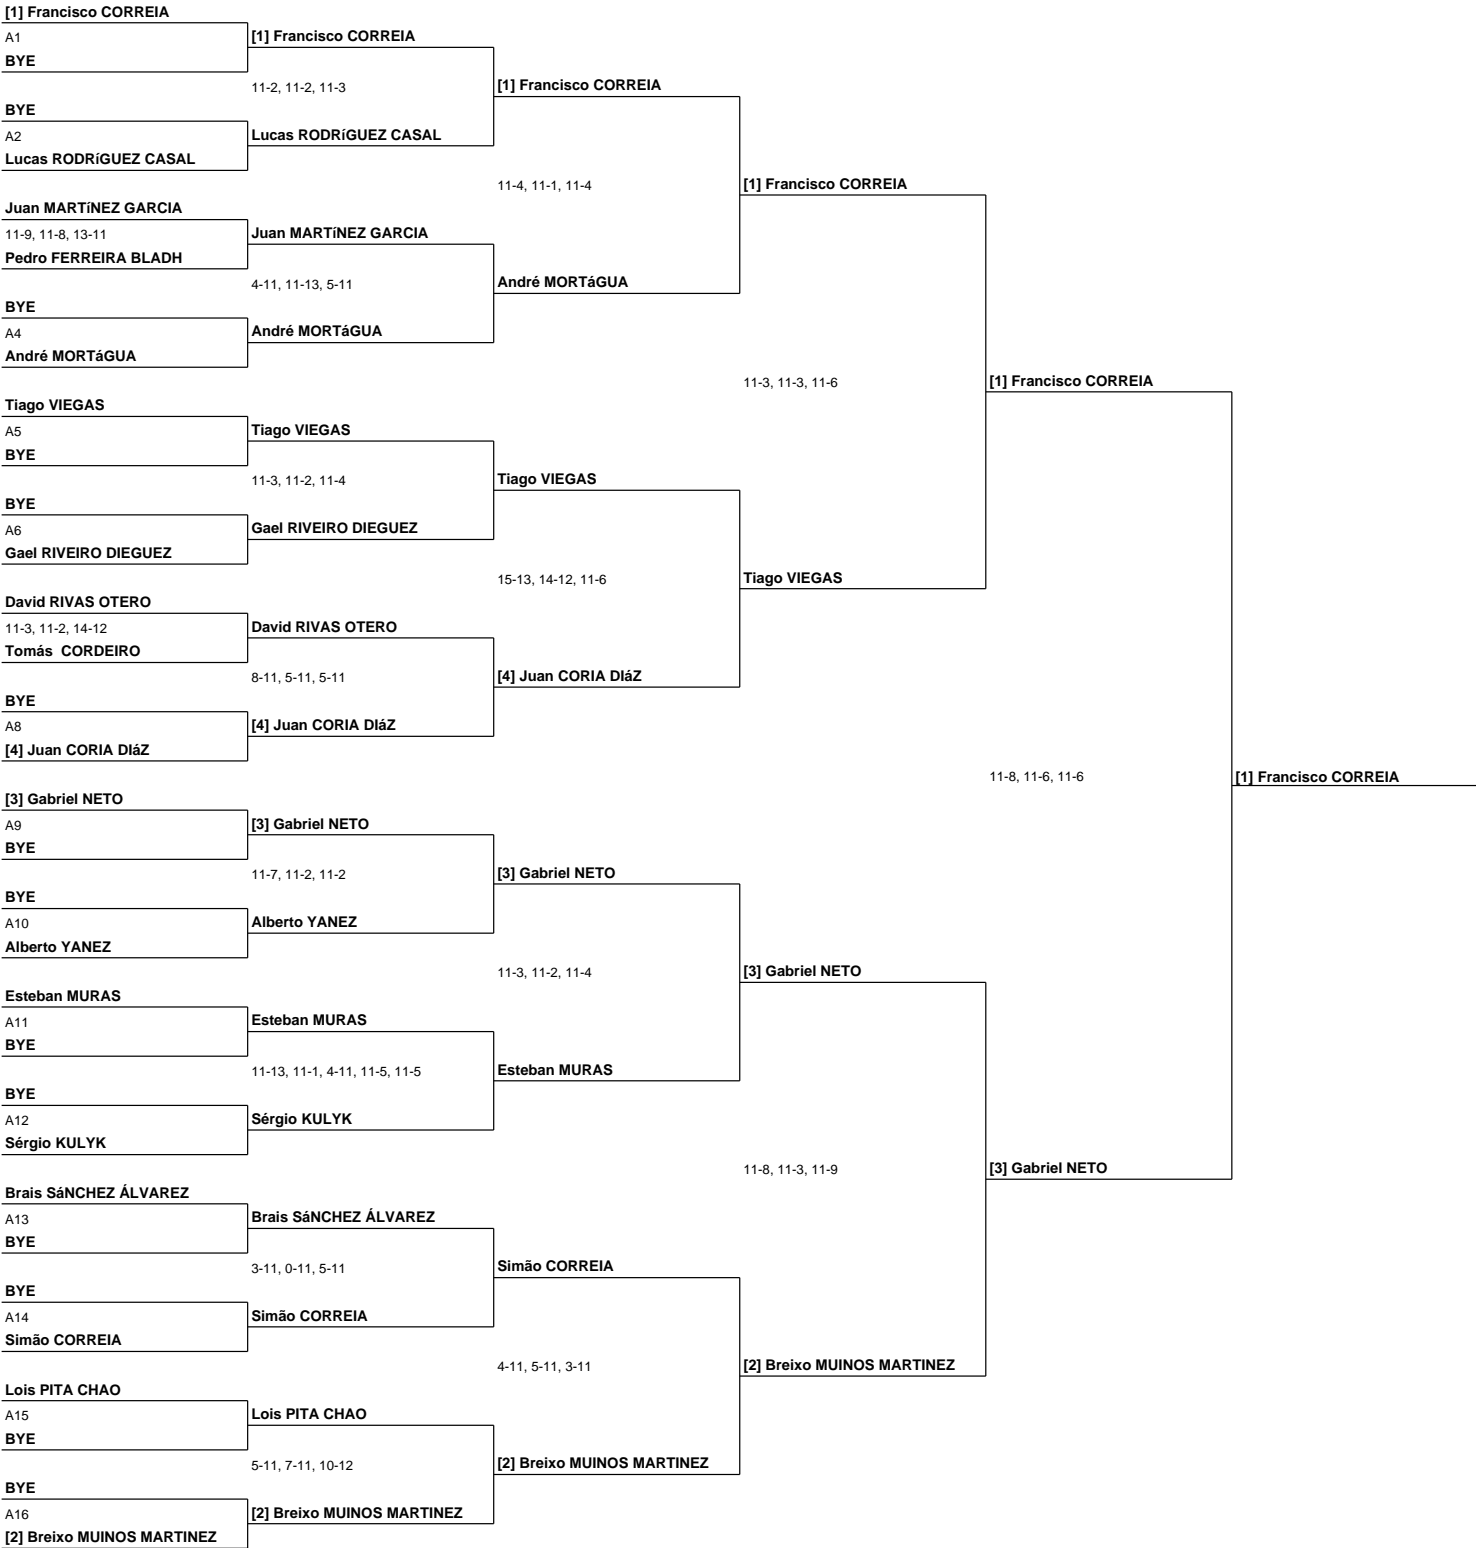 [1] Francisco CORREIA
A1
[1] Francisco CORREIA
BYE
11-2, 11-2, 11-3
[1] Francisco CORREIA
BYE
A2
Lucas RODRíGUEZ CASAL
Lucas RODRíGUEZ CASAL
11-4, 11-1, 11-4
[1] Francisco CORREIA
Juan MARTíNEZ GARCIA
11-9, 11-8, 13-11
Juan MARTíNEZ GARCIA
Pedro FERREIRA BLADH
4-11, 11-13, 5-11
André MORTáGUA
BYE
A4
André MORTáGUA
André MORTáGUA
11-3, 11-3, 11-6
[1] Francisco CORREIA
Tiago VIEGAS
A5
Tiago VIEGAS
BYE
11-3, 11-2, 11-4
Tiago VIEGAS
BYE
A6
Gael RIVEIRO DIEGUEZ
Gael RIVEIRO DIEGUEZ
15-13, 14-12, 11-6
Tiago VIEGAS
David RIVAS OTERO
11-3, 11-2, 14-12
David RIVAS OTERO
Tomás  CORDEIRO
8-11, 5-11, 5-11
[4] Juan CORIA DIáZ
BYE
A8
[4] Juan CORIA DIáZ
[4] Juan CORIA DIáZ
11-8, 11-6, 11-6
[1] Francisco CORREIA
[3] Gabriel NETO
A9
[3] Gabriel NETO
BYE
11-7, 11-2, 11-2
[3] Gabriel NETO
BYE
A10
Alberto YANEZ
Alberto YANEZ
11-3, 11-2, 11-4
[3] Gabriel NETO
Esteban MURAS
A11
Esteban MURAS
BYE
11-13, 11-1, 4-11, 11-5, 11-5
Esteban MURAS
BYE
A12
Sérgio KULYK
Sérgio KULYK
11-8, 11-3, 11-9
[3] Gabriel NETO
Brais SáNCHEZ ÁLVAREZ
A13
Brais SáNCHEZ ÁLVAREZ
BYE
3-11, 0-11, 5-11
Simão CORREIA
BYE
A14
Simão CORREIA
Simão CORREIA
4-11, 5-11, 3-11
[2] Breixo MUINOS MARTINEZ
Lois PITA CHAO
A15
Lois PITA CHAO
BYE
5-11, 7-11, 10-12
[2] Breixo MUINOS MARTINEZ
BYE
A16
[2] Breixo MUINOS MARTINEZ
[2] Breixo MUINOS MARTINEZ